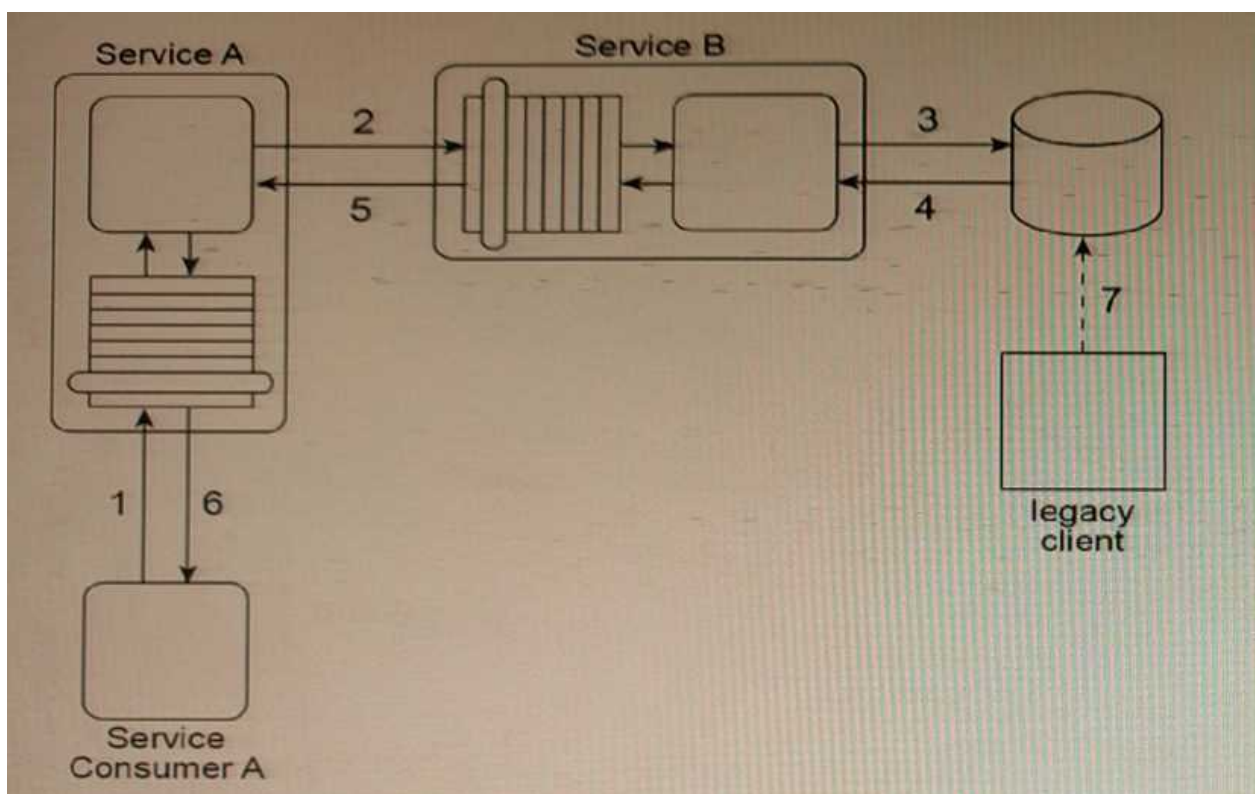 Service A
Service B
2
3
5
4
7
1
6
legacy
client
Service
Consumer A